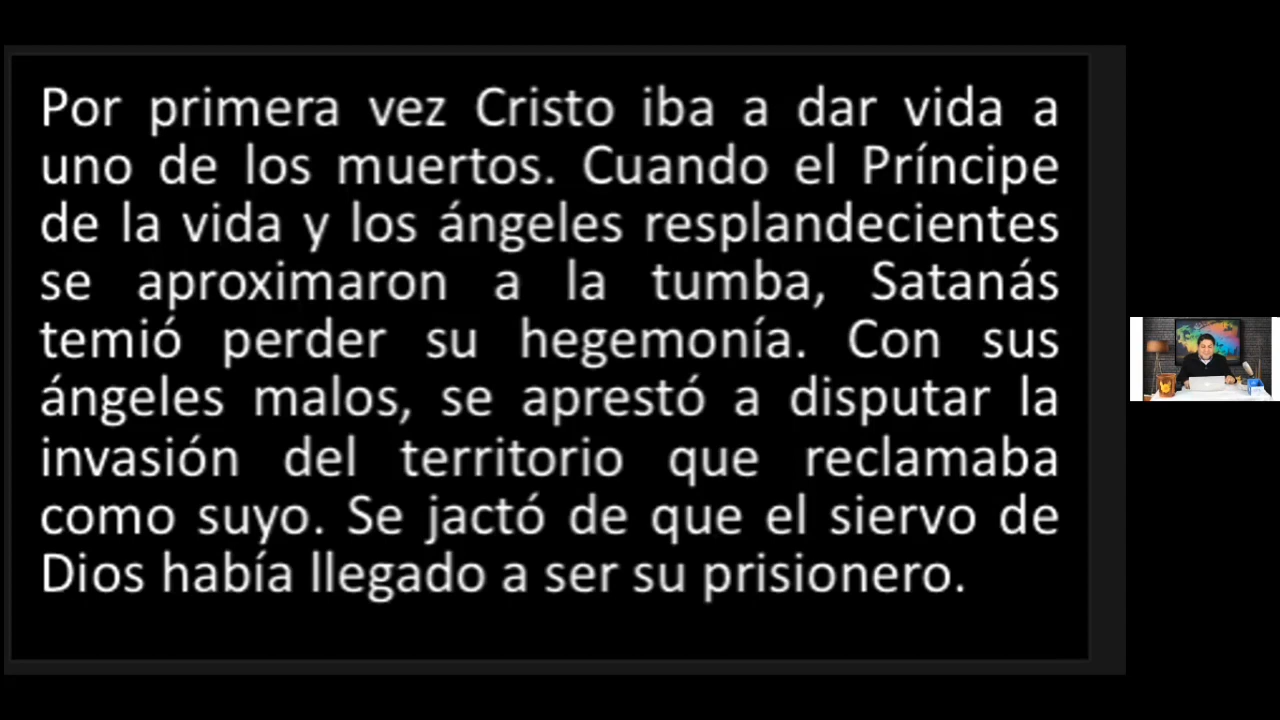 Por primera vez Cristo iba a dar vida a
uno de los muertos. Cuando el Príncipe
de la vida y los ángeles resplandecientes
se aproximaron a la tumba, Satanás
temió perder su hegemonía. Con sus
ángeles malos, se aprestó a disputar la
invasión del territorio que reclamaba
como suyo. Se jactó de que el siervo de
Dios había llegado a ser su prisionero.